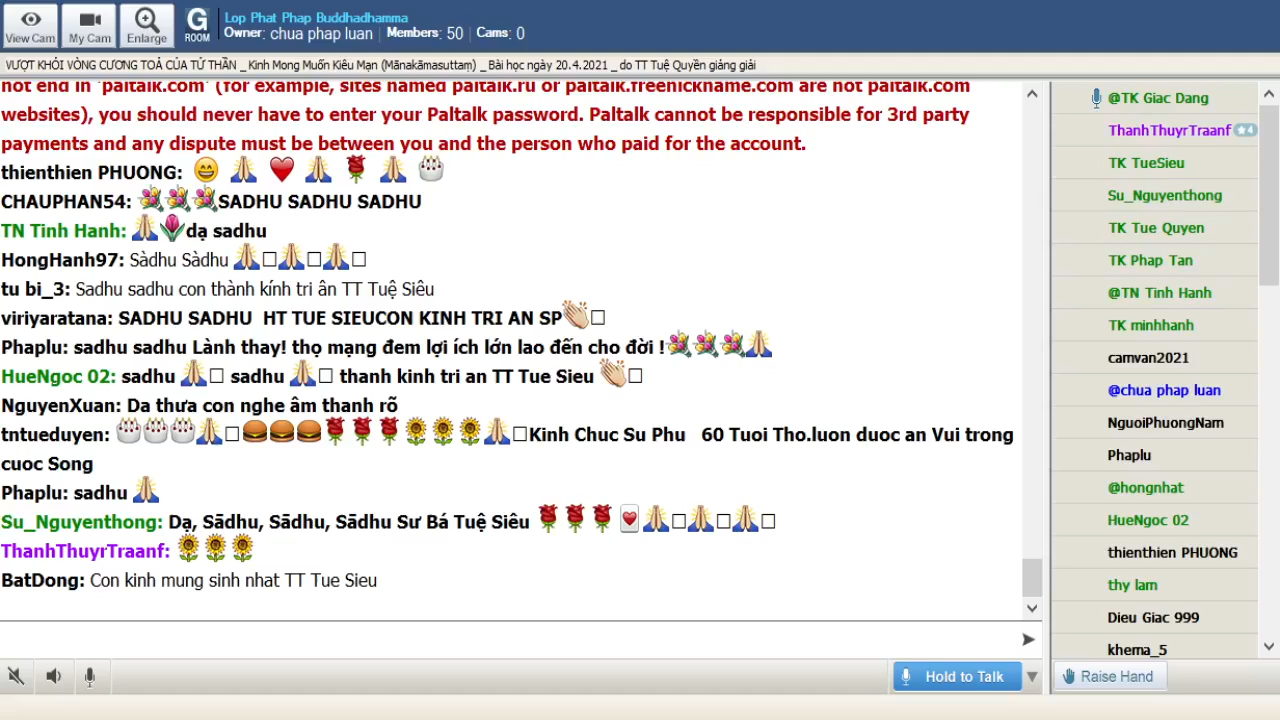 View Cam
My Cam
Enlarge
G ROOM
Lop Phat Phap Buddhadhamma
Owner: chua phap luan Members: 50 Cams: 0
VƯỢT KHỎI VÒNG CƯƠNG TOẢ CỦA TỬ THẦN _ Kinh Mong Muốn Kiêu Mạn (Mānakāmasuttaṃ) _ Bài học ngày 20.4.2021 _ do TT Tuệ Quyền giảng giải
not end in 'paltalk.com' (for example, sites named paltalk.ru or paltalk.freenickname.com are not paltalk.com
websites), you should never have to enter your Paltalk password. Paltalk cannot be responsible for 3rd party
payments and any dispute must be between you and the person who paid for the account.
thienthien PHUONG: 😄 🙏 ❤️ 🙏 🌹 🙏 🎂
CHAUPHAN54: 💐💐💐SADHU SADHU SADHU
TN Tinh Hanh: 🙏🌷dạ sadhu
HongHanh97: Sàdhu Sàdhu 🙏□🙏□🙏□
tu bi_3: Sadhu sadhu con thành kính tri ân TT Tuệ Siêu
viriyaratana: SADHU SADHU HT TUE SIEUCON KINH TRI AN SP👏□
Phaplu: sadhu sadhu Lành thay! thọ mạng đem lợi ích lớn lao đến cho đời !💐💐💐🙏
HueNgoc 02: sadhu 🙏□ sadhu 🙏□ thanh kinh tri an TT Tue Sieu 👏□
NguyenXuan: Da thưa con nghe âm thanh rõ
tntueduyen: 🎂🎂🎂🙏□🍔🍔🍔🌹🌹🌹🌻🌻🌻🙏□Kinh Chuc Su Phu 60 Tuoi Tho.luon duoc an Vui trong
cuoc Song
Phaplu: sadhu 🙏
Su_Nguyenthong: Dạ, Sādhu, Sādhu, Sādhu Sư Bá Tuệ Siêu 🌹🌹🌹💌🙏□🙏□🙏□
ThanhThuyrTraanf: 🌻🌻🌻
BatDong: Con kinh mung sinh nhat TT Tue Sieu
Hold to Talk
@TK Giac Dang
ThanhThuyrTraanf ★4
TK TueSieu
Su_Nguyenthong
TK Tue Quyen
TK Phap Tan
@TN Tinh Hanh
TK minhhanh
camvan2021
@chua phap luan
NguoiPhuongNam
Phaplu
@hongnhat
HueNgoc 02
thienthien PHUONG
thy lam
Dieu Giac 999
khema_5
Raise Hand